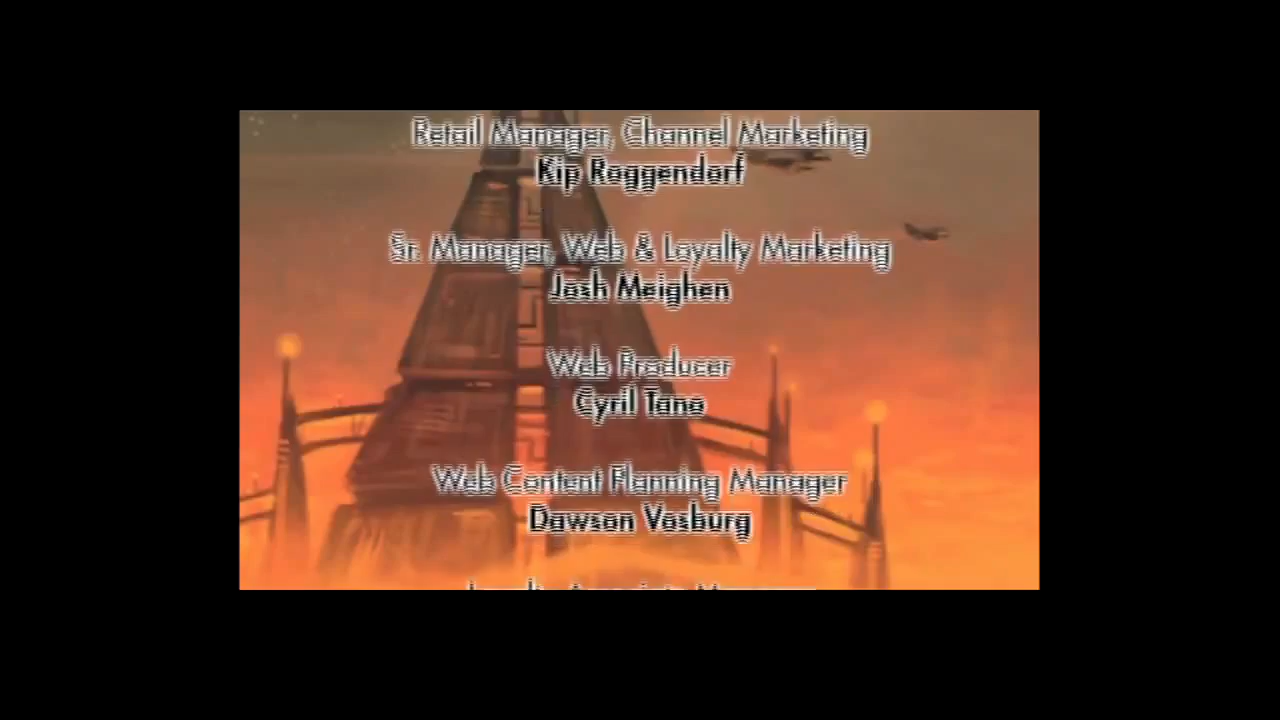 Retail Manager, Channel Marketing
Kip Roggendorf
Sr. Manager, Web & Loyalty Marketing
Josh Meighen
Web Producer
Cyril Tano
Web Content Planning Manager
Dawson Vosburg